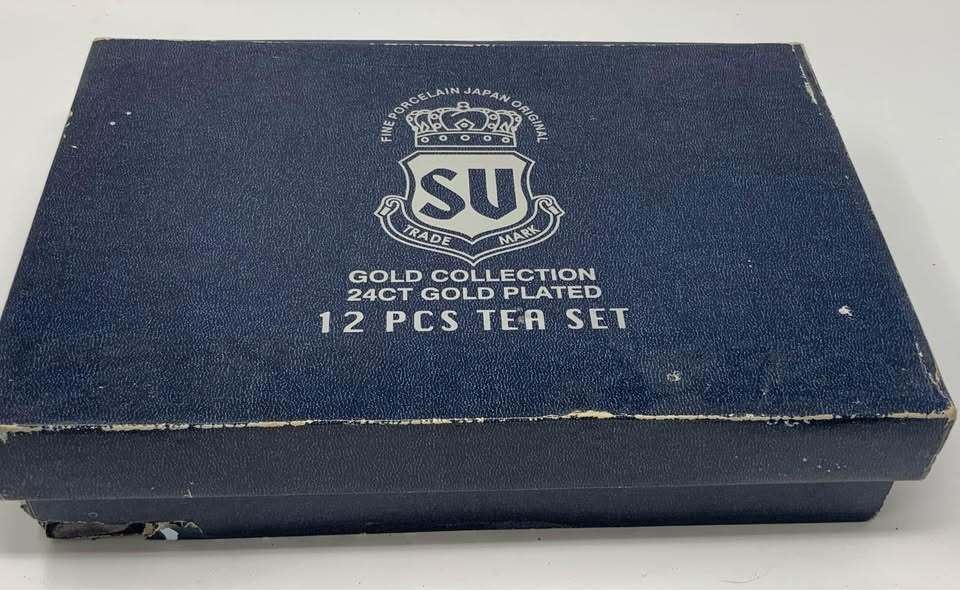 FINE PORCELAIN JAPAN ORIGINAL
SU
TRADE MARK
GOLD COLLECTION
24CT GOLD PLATED
12 PCS TEA SET